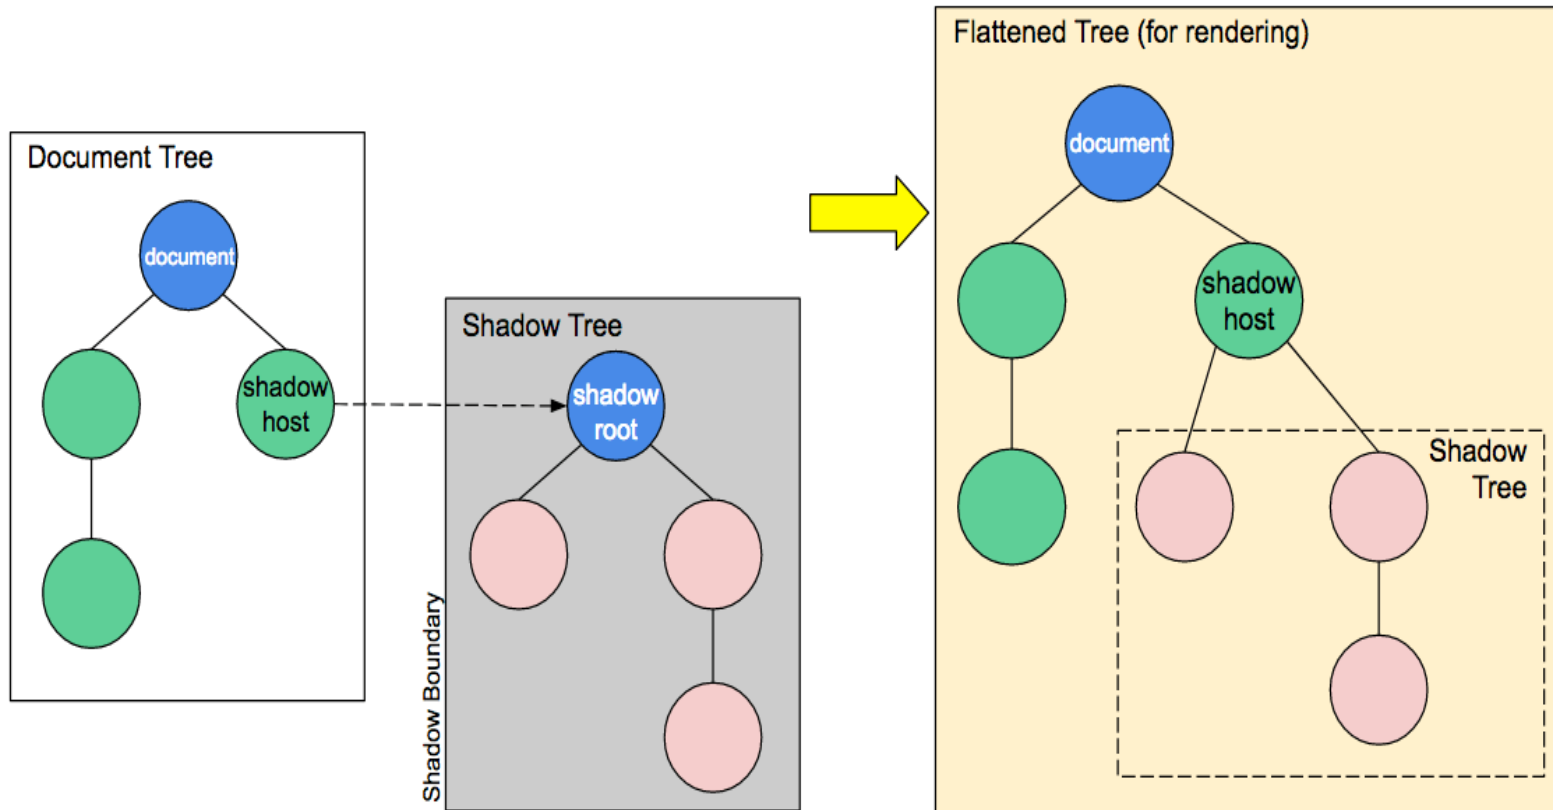 Document Tree
document
shadow
host
Shadow Tree
shadow
root
Shadow Boundary
Flattened Tree (for rendering)
document
shadow
host
Shadow
Tree